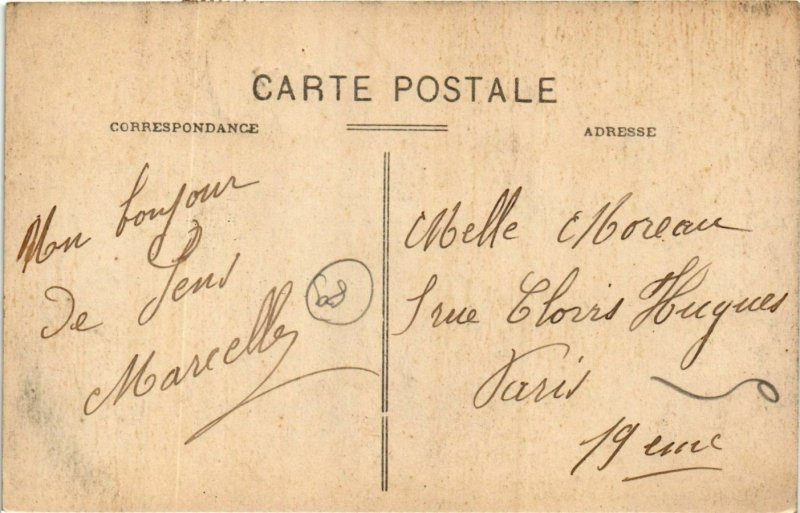 CARTE POSTALE
CORRESPONDANCE
ADRESSE
Un bonjour
de Sens
Marcelle
Melle Moreau
5 rue Clovis Hugues
Paris
19eme